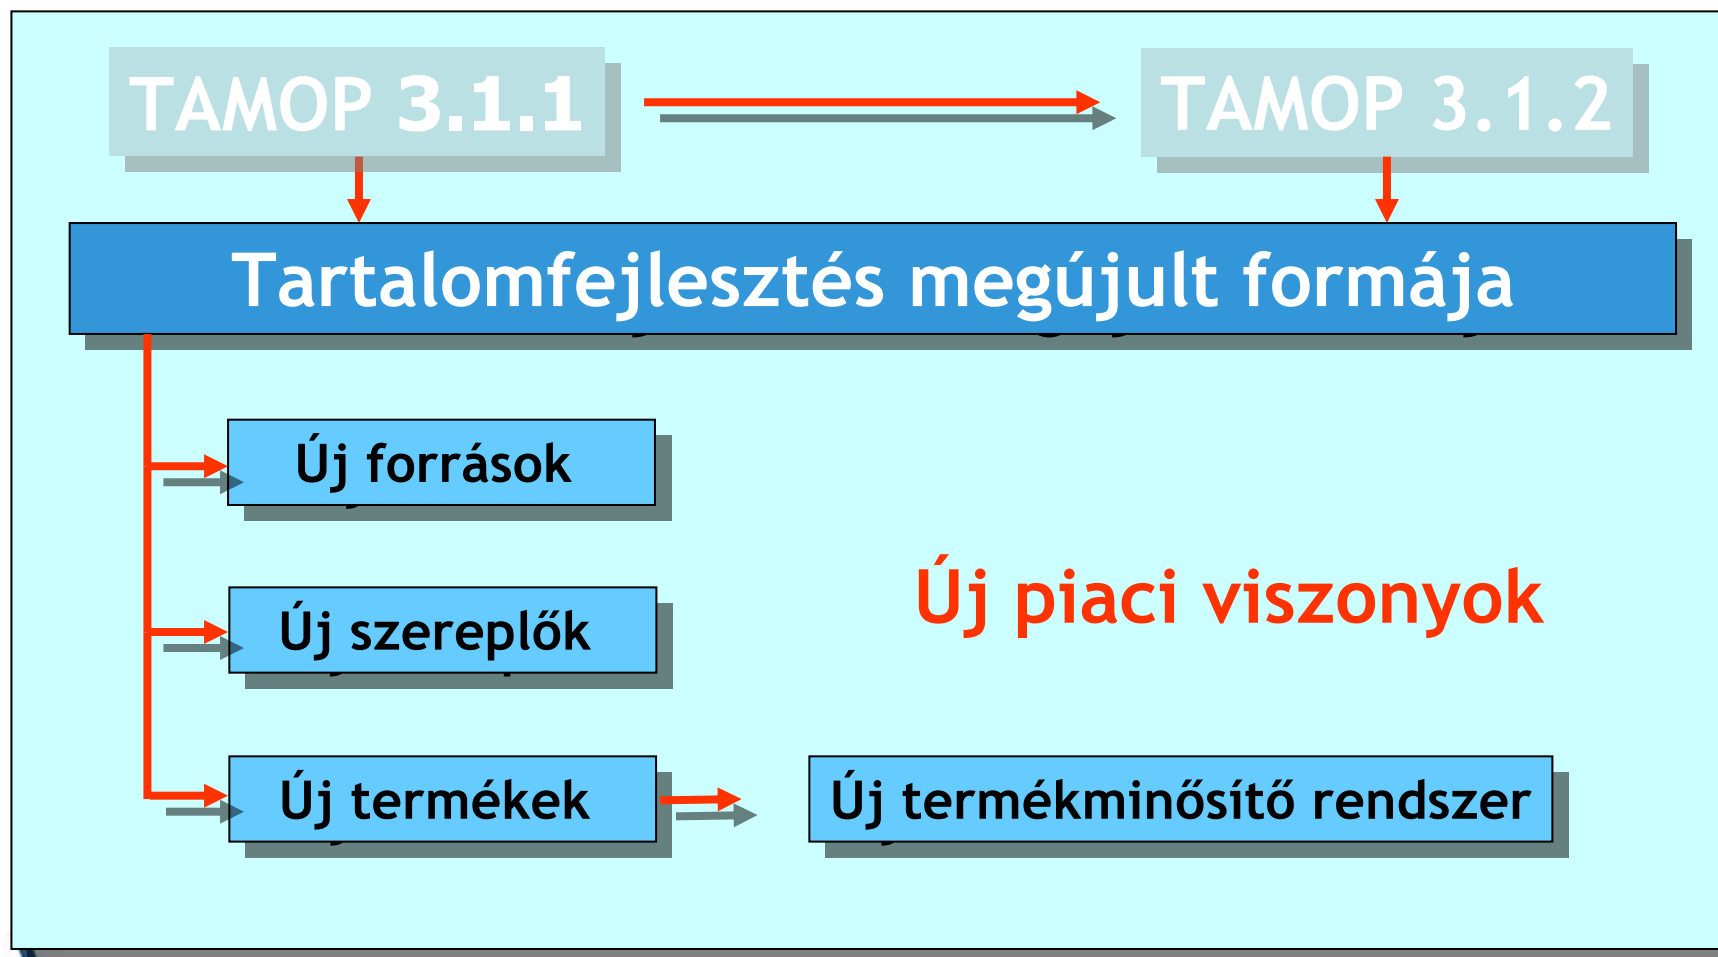 TAMOP 3.1.1
TAMOP 3.1.2
Tartalomfejlesztés megújult formája
Új források
Új piaci viszonyok
Új szereplők
Új termékek
Új termékminősítő rendszer